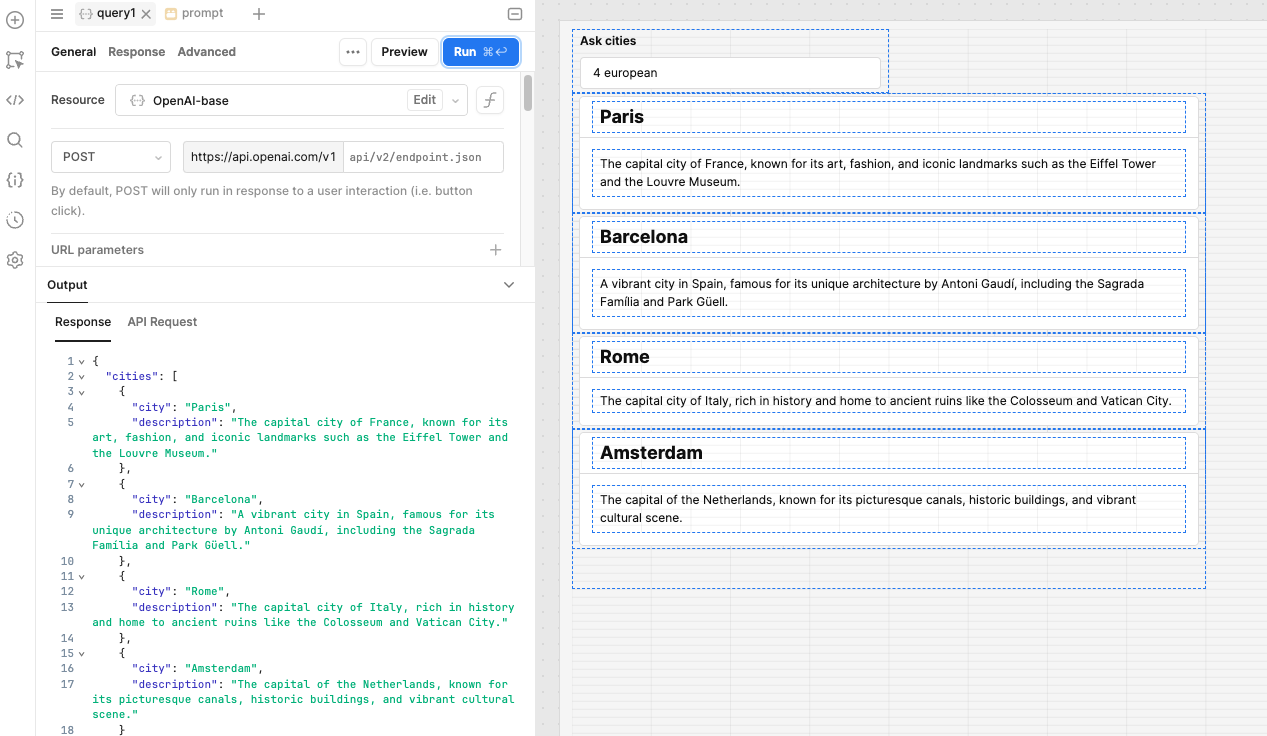 query1
prompt
General
Response
Advanced
Preview
Run ⌘↩
Resource
OpenAI-base
Edit
POST
https://api.openai.com/v1
api/v2/endpoint.json
By default, POST will only run in response to a user interaction (i.e. button
click).
URL parameters
Output
Response
API Request
1 {
2 "cities": [
3 {
4 "city": "Paris",
5 "description": "The capital city of France, known for its
art, fashion, and iconic landmarks such as the Eiffel Tower and
the Louvre Museum."
6 },
7 {
8 "city": "Barcelona",
9 "description": "A vibrant city in Spain, famous for its
unique architecture by Antoni Gaudí, including the Sagrada
Família and Park Güell."
10 },
11 {
12 "city": "Rome",
13 "description": "The capital city of Italy, rich in history
and home to ancient ruins like the Colosseum and Vatican City."
14 },
15 {
16 "city": "Amsterdam",
17 "description": "The capital of the Netherlands, known for
its picturesque canals, historic buildings, and vibrant cultural
scene."
18 }
Ask cities
4 european
Paris
The capital city of France, known for its art, fashion, and iconic landmarks such as the Eiffel Tower
and the Louvre Museum.
Barcelona
A vibrant city in Spain, famous for its unique architecture by Antoni Gaudí, including the Sagrada
Família and Park Güell.
Rome
The capital city of Italy, rich in history and home to ancient ruins like the Colosseum and Vatican City.
Amsterdam
The capital of the Netherlands, known for its picturesque canals, historic buildings, and vibrant
cultural scene.